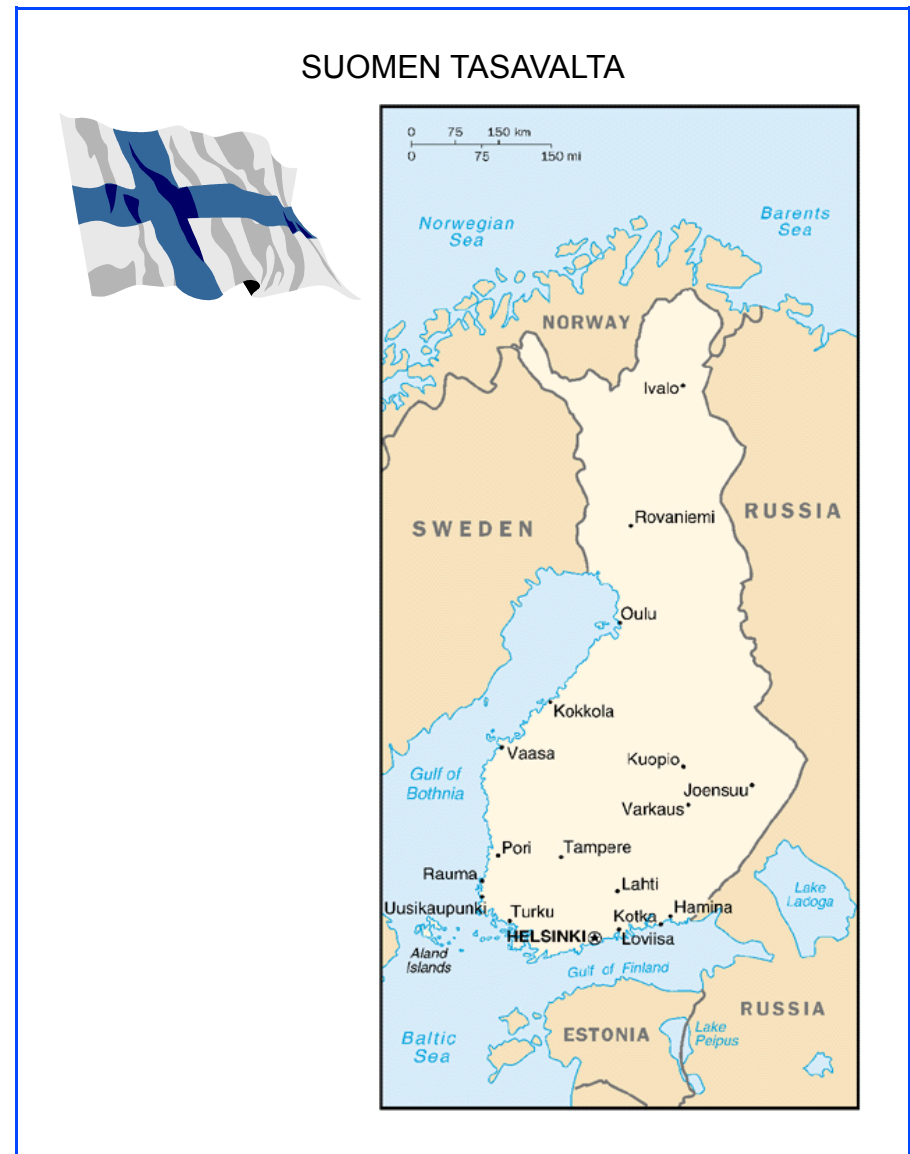 SUOMEN TASAVALTA
0 75 150 km
0 75 150 mi
Norwegian
Sea
Barents
Sea
NORWAY
Ivalo
SWEDEN
RUSSIA
Rovaniemi
Oulu
Kokkola
Vaasa
Kuopio
Gulf of
Bothnia
Joensuu
Varkaus
Pori
Tampere
Rauma
Lahti
Lake
Ladoga
Uusikaupunki
Turku
Kotka
Hamina
HELSINKI
Loviisa
Aland
Islands
Gulf of Finland
RUSSIA
ESTONIA
Lake
Peipus
Baltic
Sea